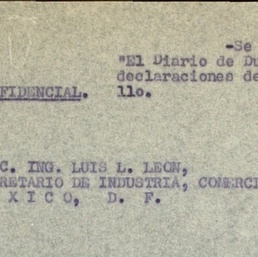 -Se
"El Diario de Du
declaraciones de
FIDENCIAL. llo.
C. ING. LUIS L. LEON,
RETARIO DE INDUSTRIA, COMERCI
X I C O, D. F.